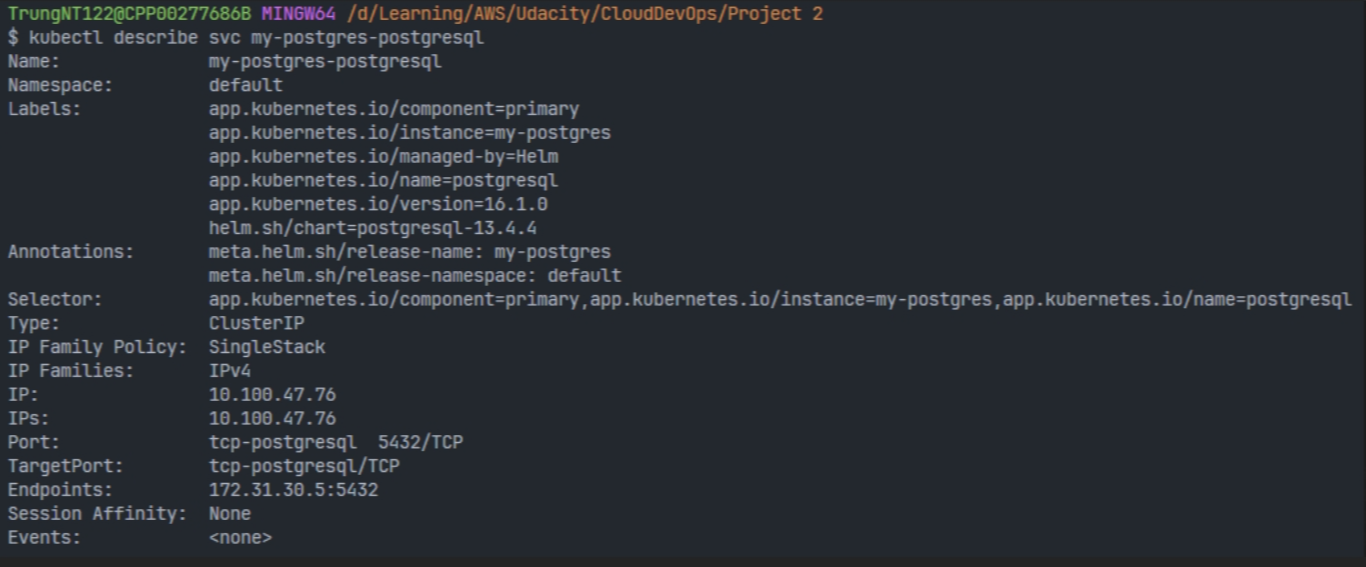 TrungNT122@CPP00277686B MINGW64 /d/Learning/AWS/Udacity/CloudDevOps/Project 2
$ kubectl describe svc my-postgres-postgresql
Name:              my-postgres-postgresql
Namespace:         default
Labels:            app.kubernetes.io/component=primary
                   app.kubernetes.io/instance=my-postgres
                   app.kubernetes.io/managed-by=Helm
                   app.kubernetes.io/name=postgresql
                   app.kubernetes.io/version=16.1.0
                   helm.sh/chart=postgresql-13.4.4
Annotations:       meta.helm.sh/release-name: my-postgres
                   meta.helm.sh/release-namespace: default
Selector:          app.kubernetes.io/component=primary,app.kubernetes.io/instance=my-postgres,app.kubernetes.io/name=postgresql
Type:              ClusterIP
IP Family Policy:  SingleStack
IP Families:       IPv4
IP:                10.100.47.76
IPs:               10.100.47.76
Port:              tcp-postgresql  5432/TCP
TargetPort:        tcp-postgresql/TCP
Endpoints:         172.31.30.5:5432
Session Affinity:  None
Events:            <none>